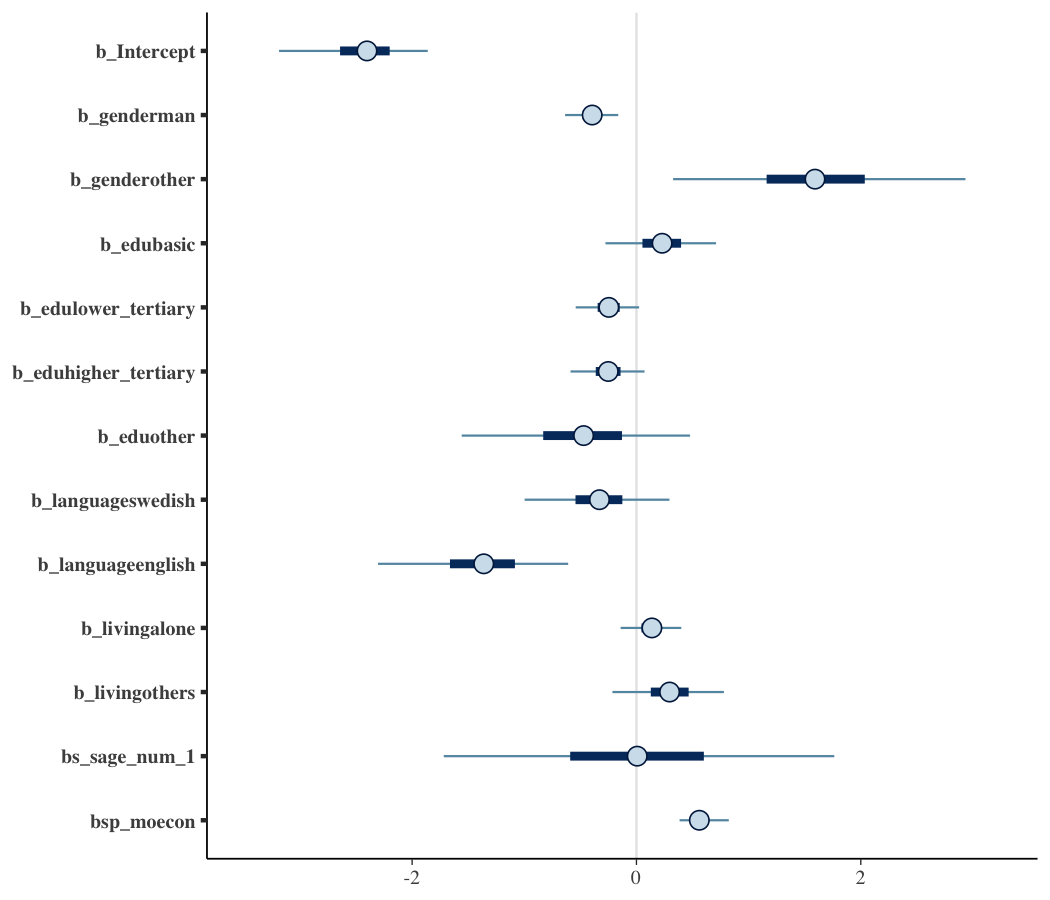 b_Intercept
b_genderman
b_genderother
b_edubasic
b_edulower_tertiary
b_eduhigher_tertiary
b_eduother
b_languageswedish
b_languageenglish
b_livingalone
b_livingothers
bs_sage_num_1
bsp_moecon
-2 0 2